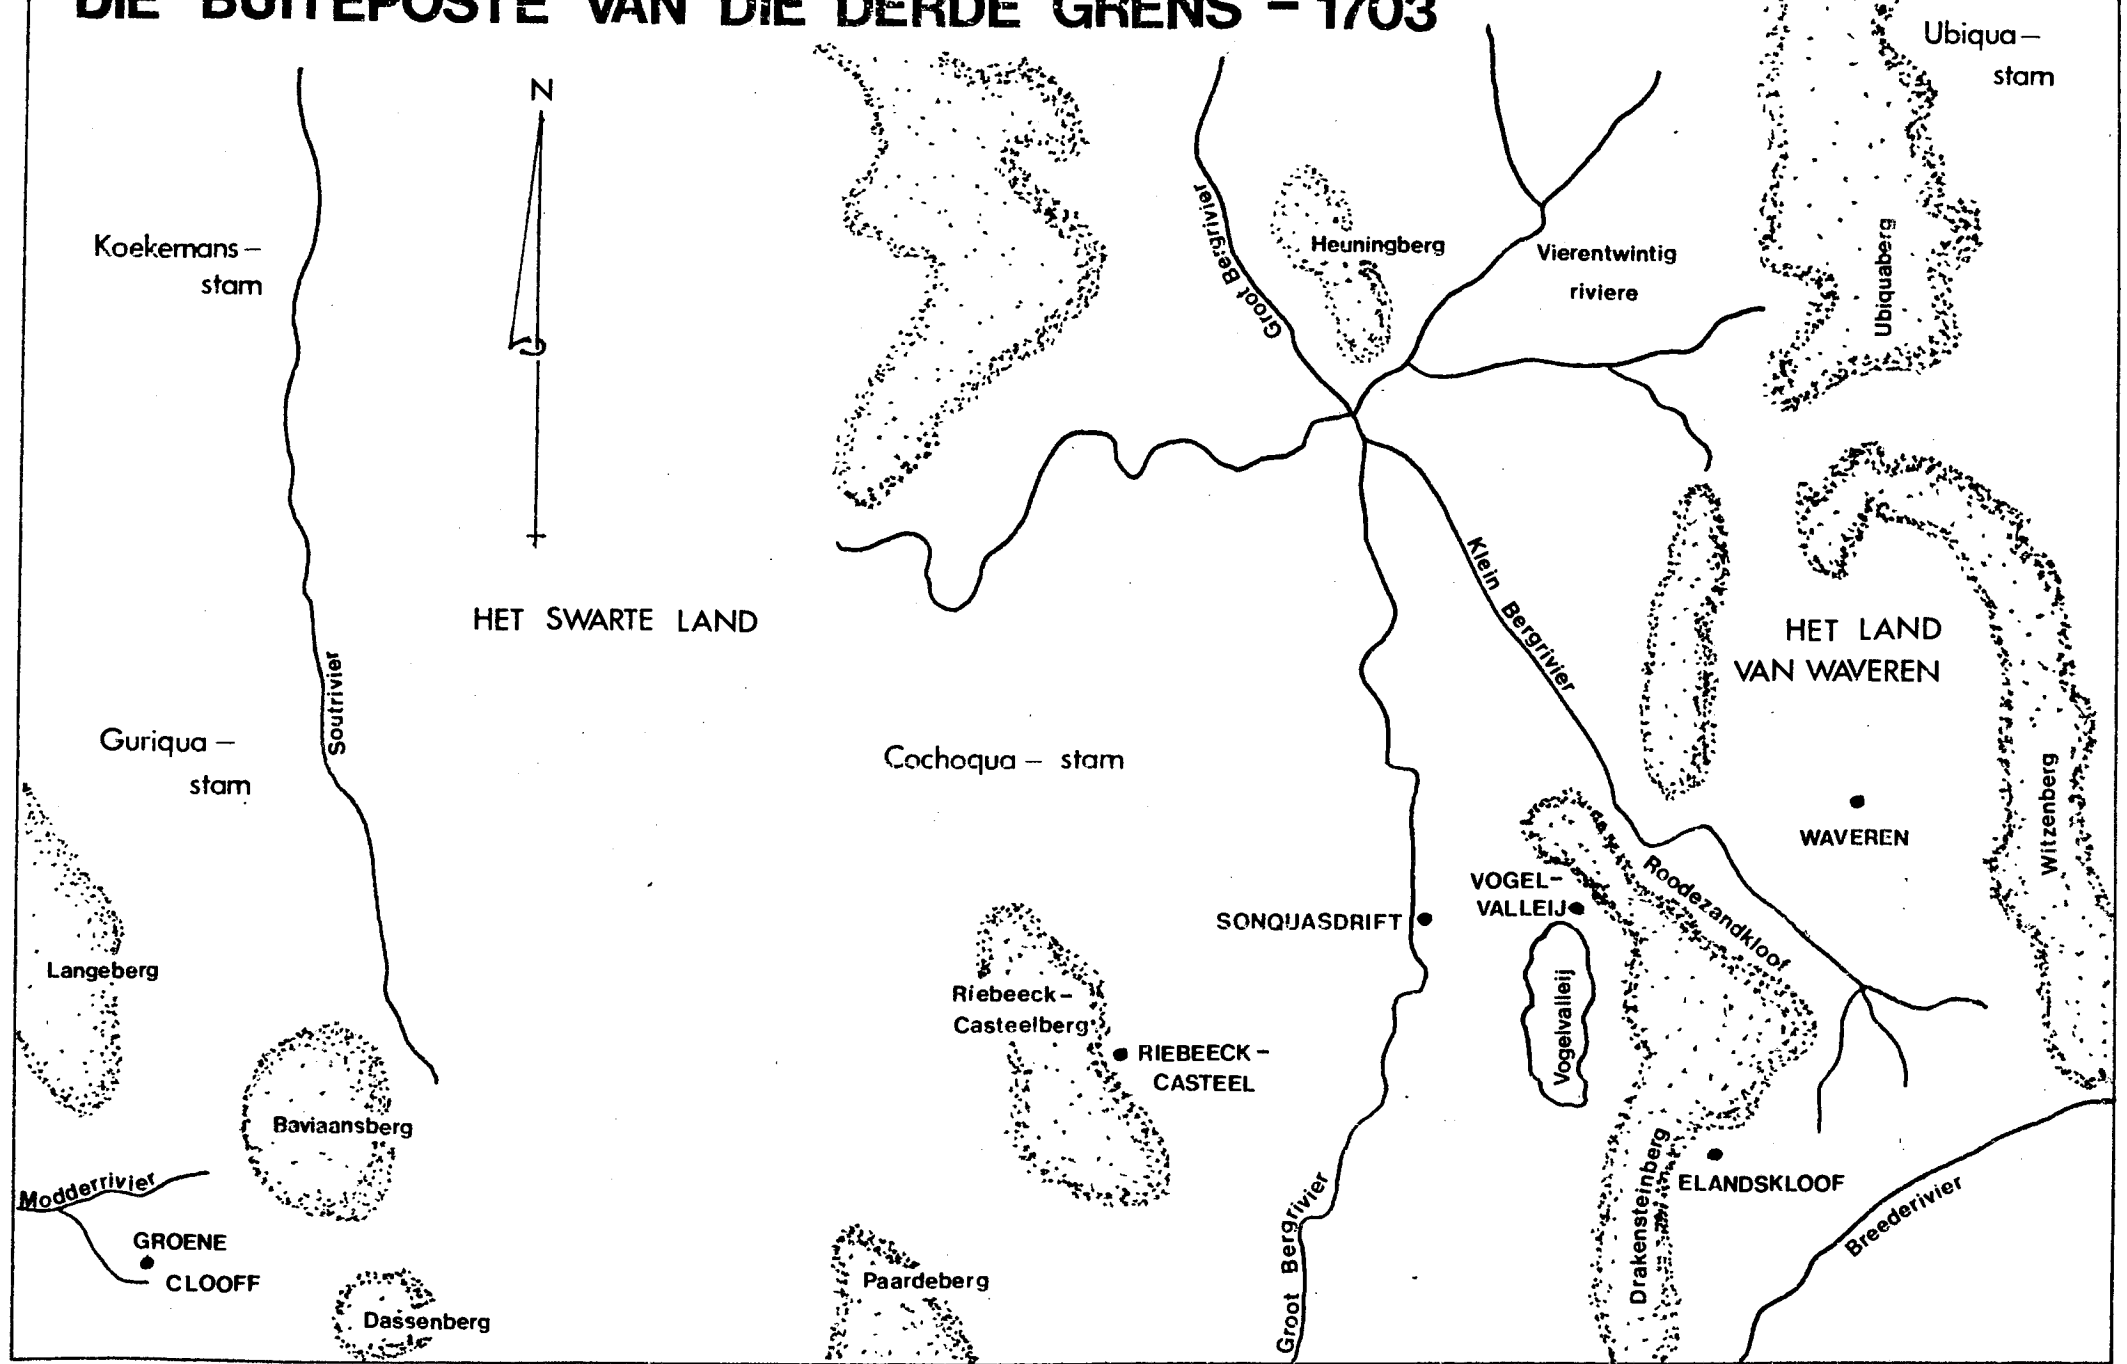 DIE BUITEPOSTE VAN DIE DERDE GRENS – 1703
Ubiqua –
stam
N
Koekemans –
stam
Groot Bergrivier
Heuningberg
Vierentwintig
riviere
Ubiquaberg
HET SWARTE LAND
Klein Bergrivier
HET LAND
VAN WAVEREN
Soutrivier
Guriqua –
stam
Cochoqua – stam
Witzenberg
WAVEREN
Roodezandkloof
VOGEL-
VALLEIJ
SONQUASDRIFT
Langeberg
Riebeeck-
Casteelberg
Vogelvalleij
RIEBEECK-
CASTEEL
Baviaansberg
Drakensteinberg
ELANDSKLOOF
Modderrivier
Groot Bergrivier
Breederivier
GROENE
CLOOFF
Paardeberg
Dassenberg